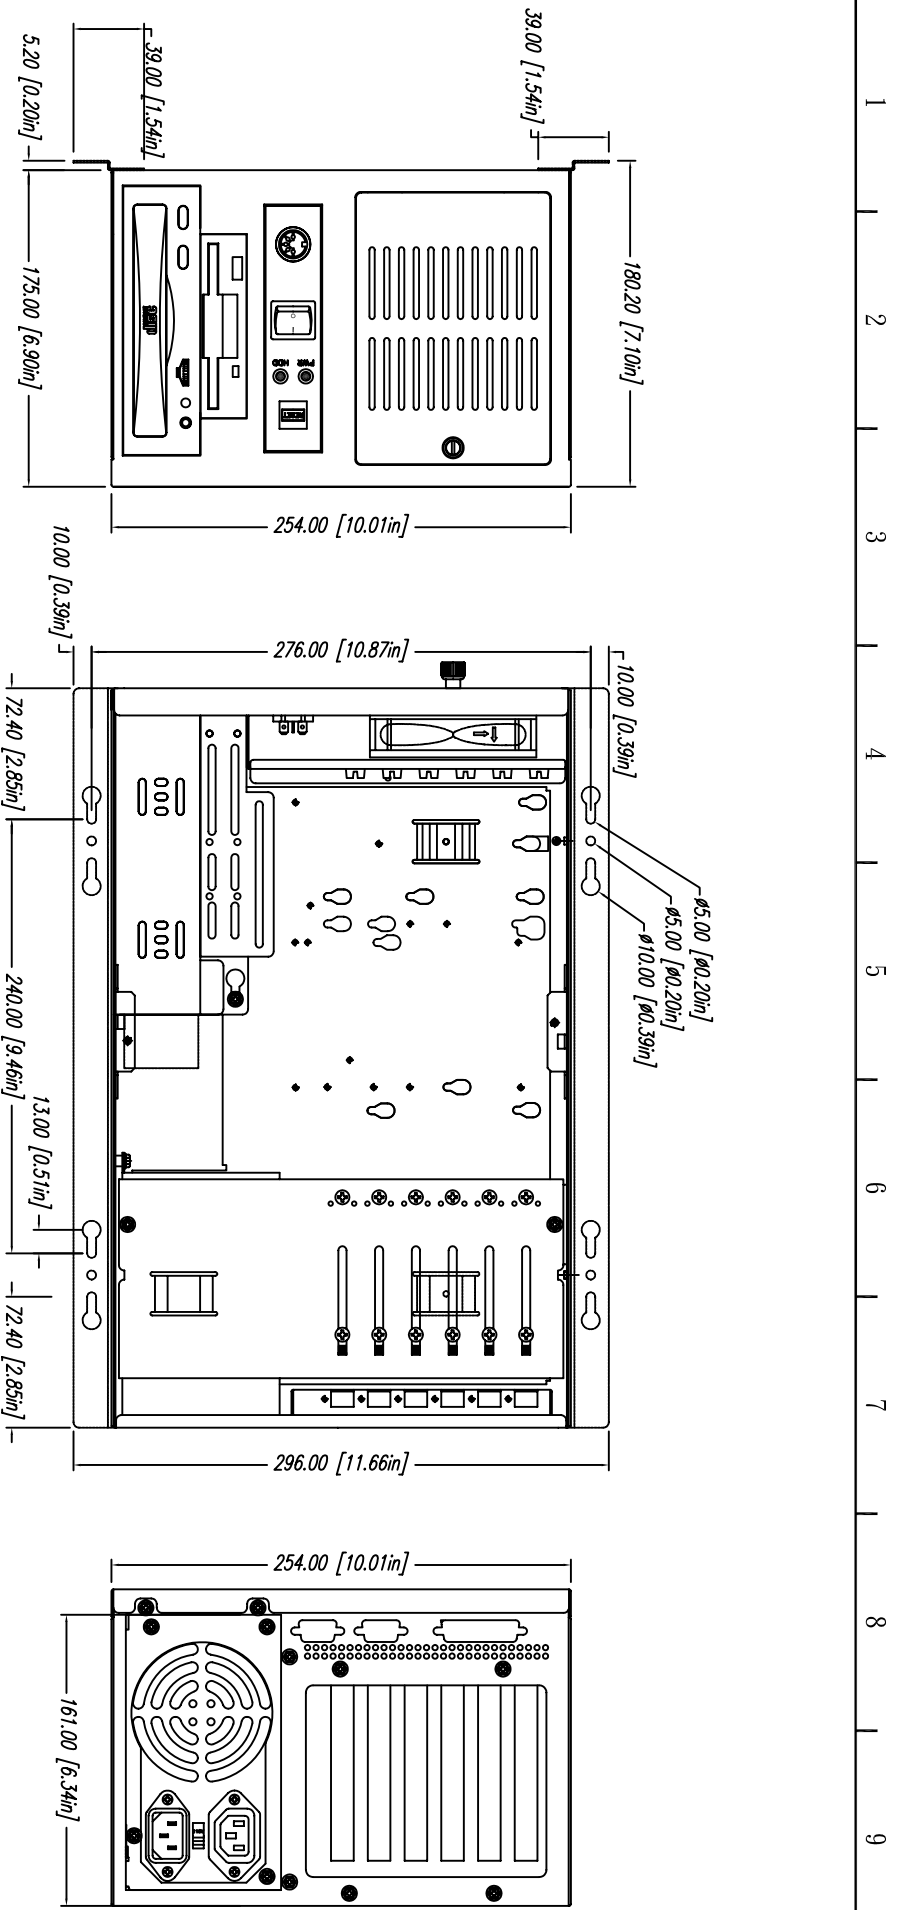 1
2
3
4
5
6
7
8
9
39.00 [1.54in]
39.00 [1.54in]
5.20 [0.20in]
175.00 [6.90in]
180.20 [7.10in]
HDD
PWR
RESET
254.00 [10.01in]
10.00 [0.39in]
276.00 [10.87in]
10.00 [0.39in]
72.40 [2.85in]
ø5.00 [ø0.20in]
ø5.00 [ø0.20in]
ø10.00 [ø0.39in]
240.00 [9.46in]
13.00 [0.51in]
72.40 [2.85in]
296.00 [11.66in]
254.00 [10.01in]
161.00 [6.34in]